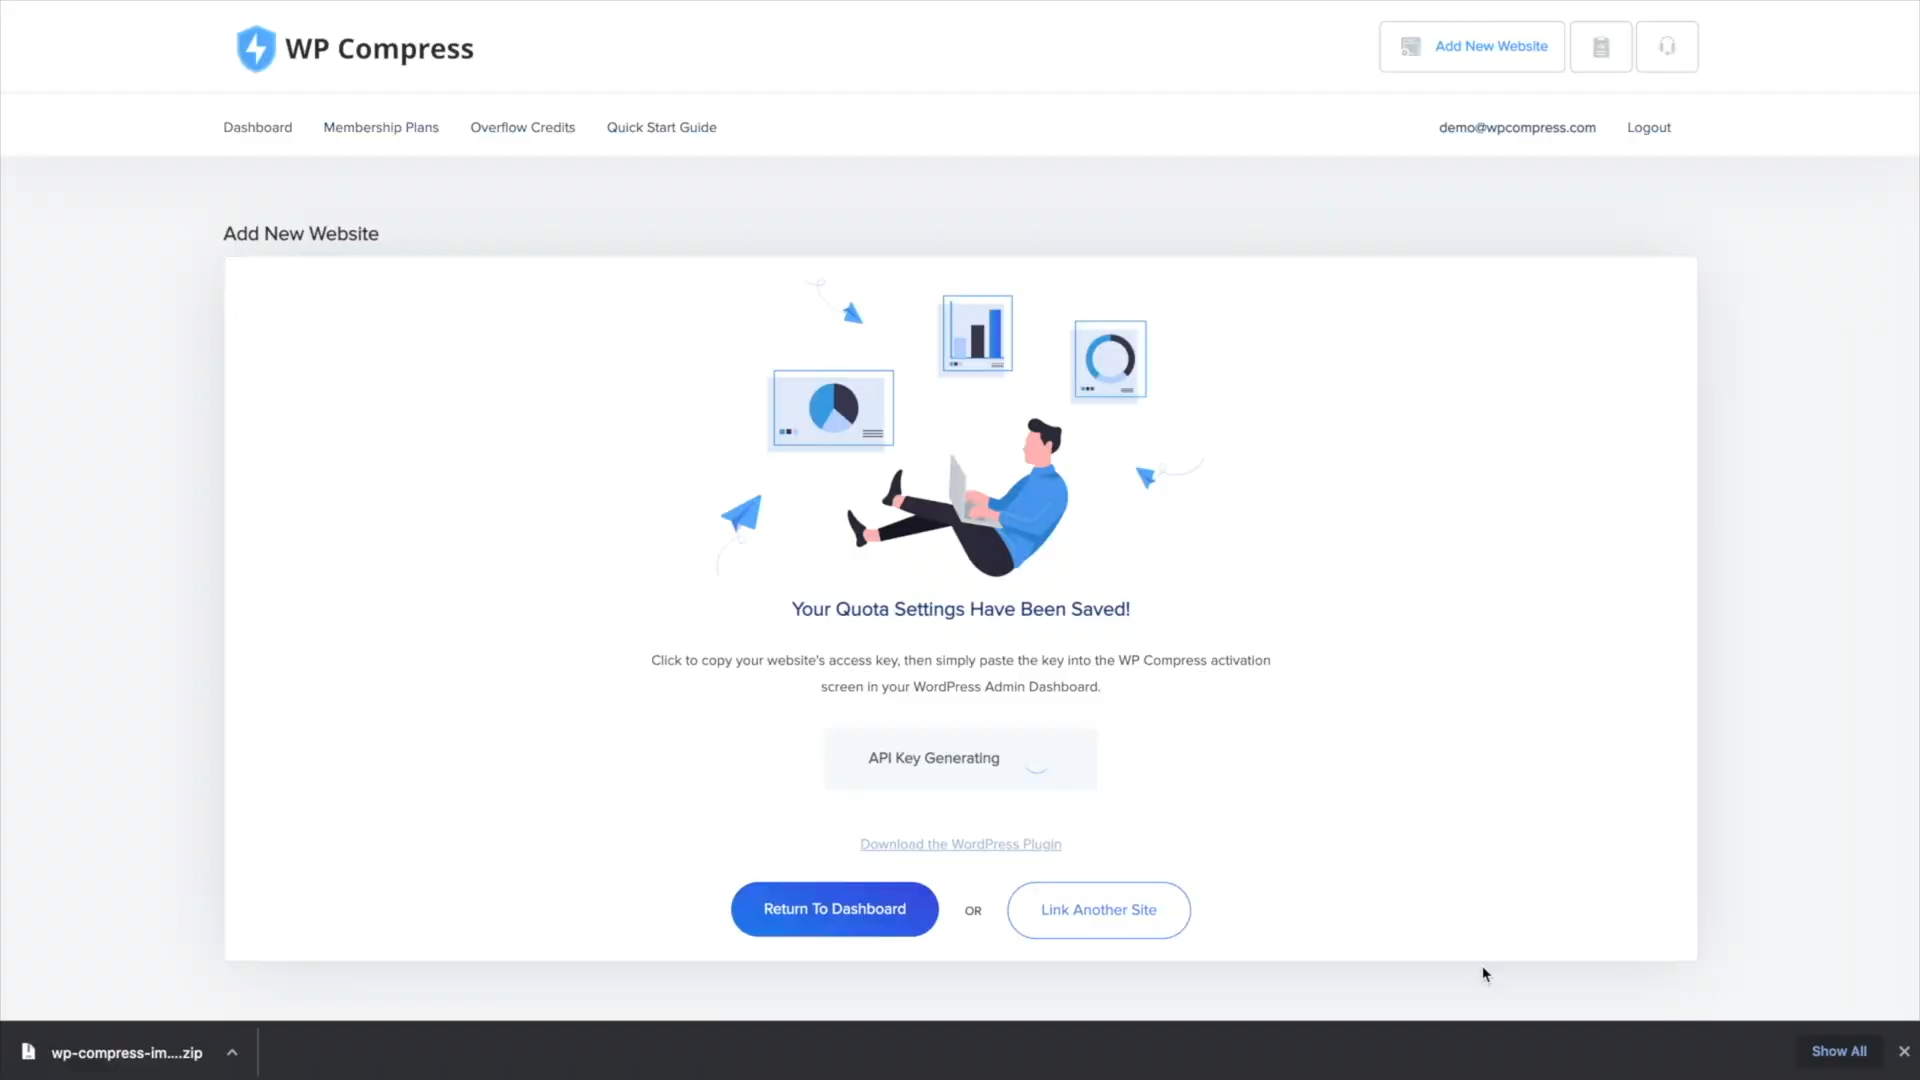 WP Compress
Add New Website
Dashboard
Membership Plans
Overflow Credits
Quick Start Guide
demo@wpcompress.com
Logout
Add New Website
Your Quota Settings Have Been Saved!
Click to copy your website's access key, then simply paste the key into the WP Compress activation
screen in your WordPress Admin Dashboard.
API Key Generating
Download the WordPress Plugin
Return To Dashboard
OR
Link Another Site
wp-compress-im....zip
Show All